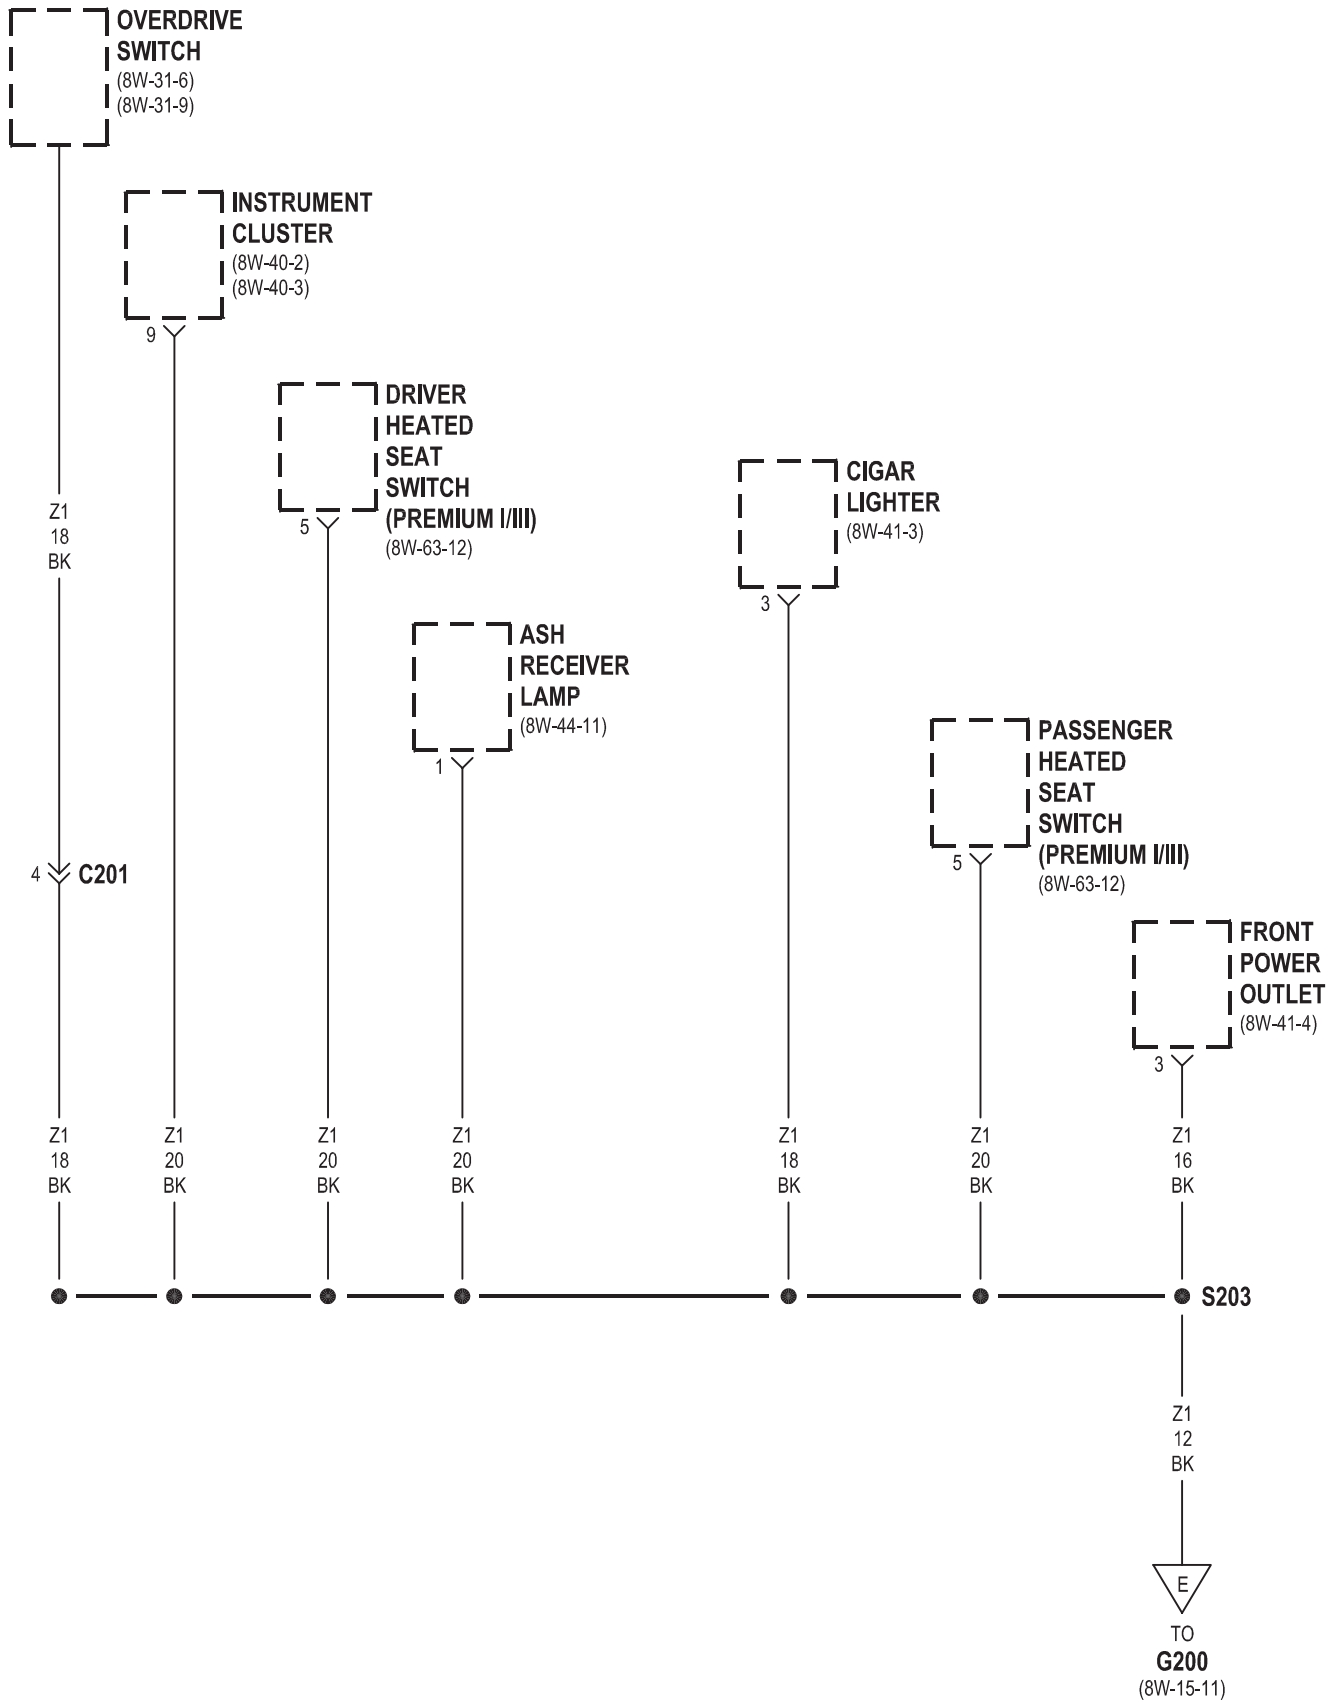 OVERDRIVE
SWITCH
(8W-31-6)
(8W-31-9)
INSTRUMENT
CLUSTER
(8W-40-2)
(8W-40-3)
9
DRIVER
HEATED
SEAT
SWITCH
(PREMIUM I/III)
(8W-63-12)
5
CIGAR
LIGHTER
(8W-41-3)
3
Z1
18
BK
ASH
RECEIVER
LAMP
(8W-44-11)
1
PASSENGER
HEATED
SEAT
SWITCH
(PREMIUM I/III)
(8W-63-12)
5
4 C201
FRONT
POWER
OUTLET
(8W-41-4)
3
Z1 Z1 Z1 Z1 Z1 Z1 Z1
18 20 20 20 18 20 16
BK BK BK BK BK BK BK
S203
Z1
12
BK
E
TO
G200
(8W-15-11)